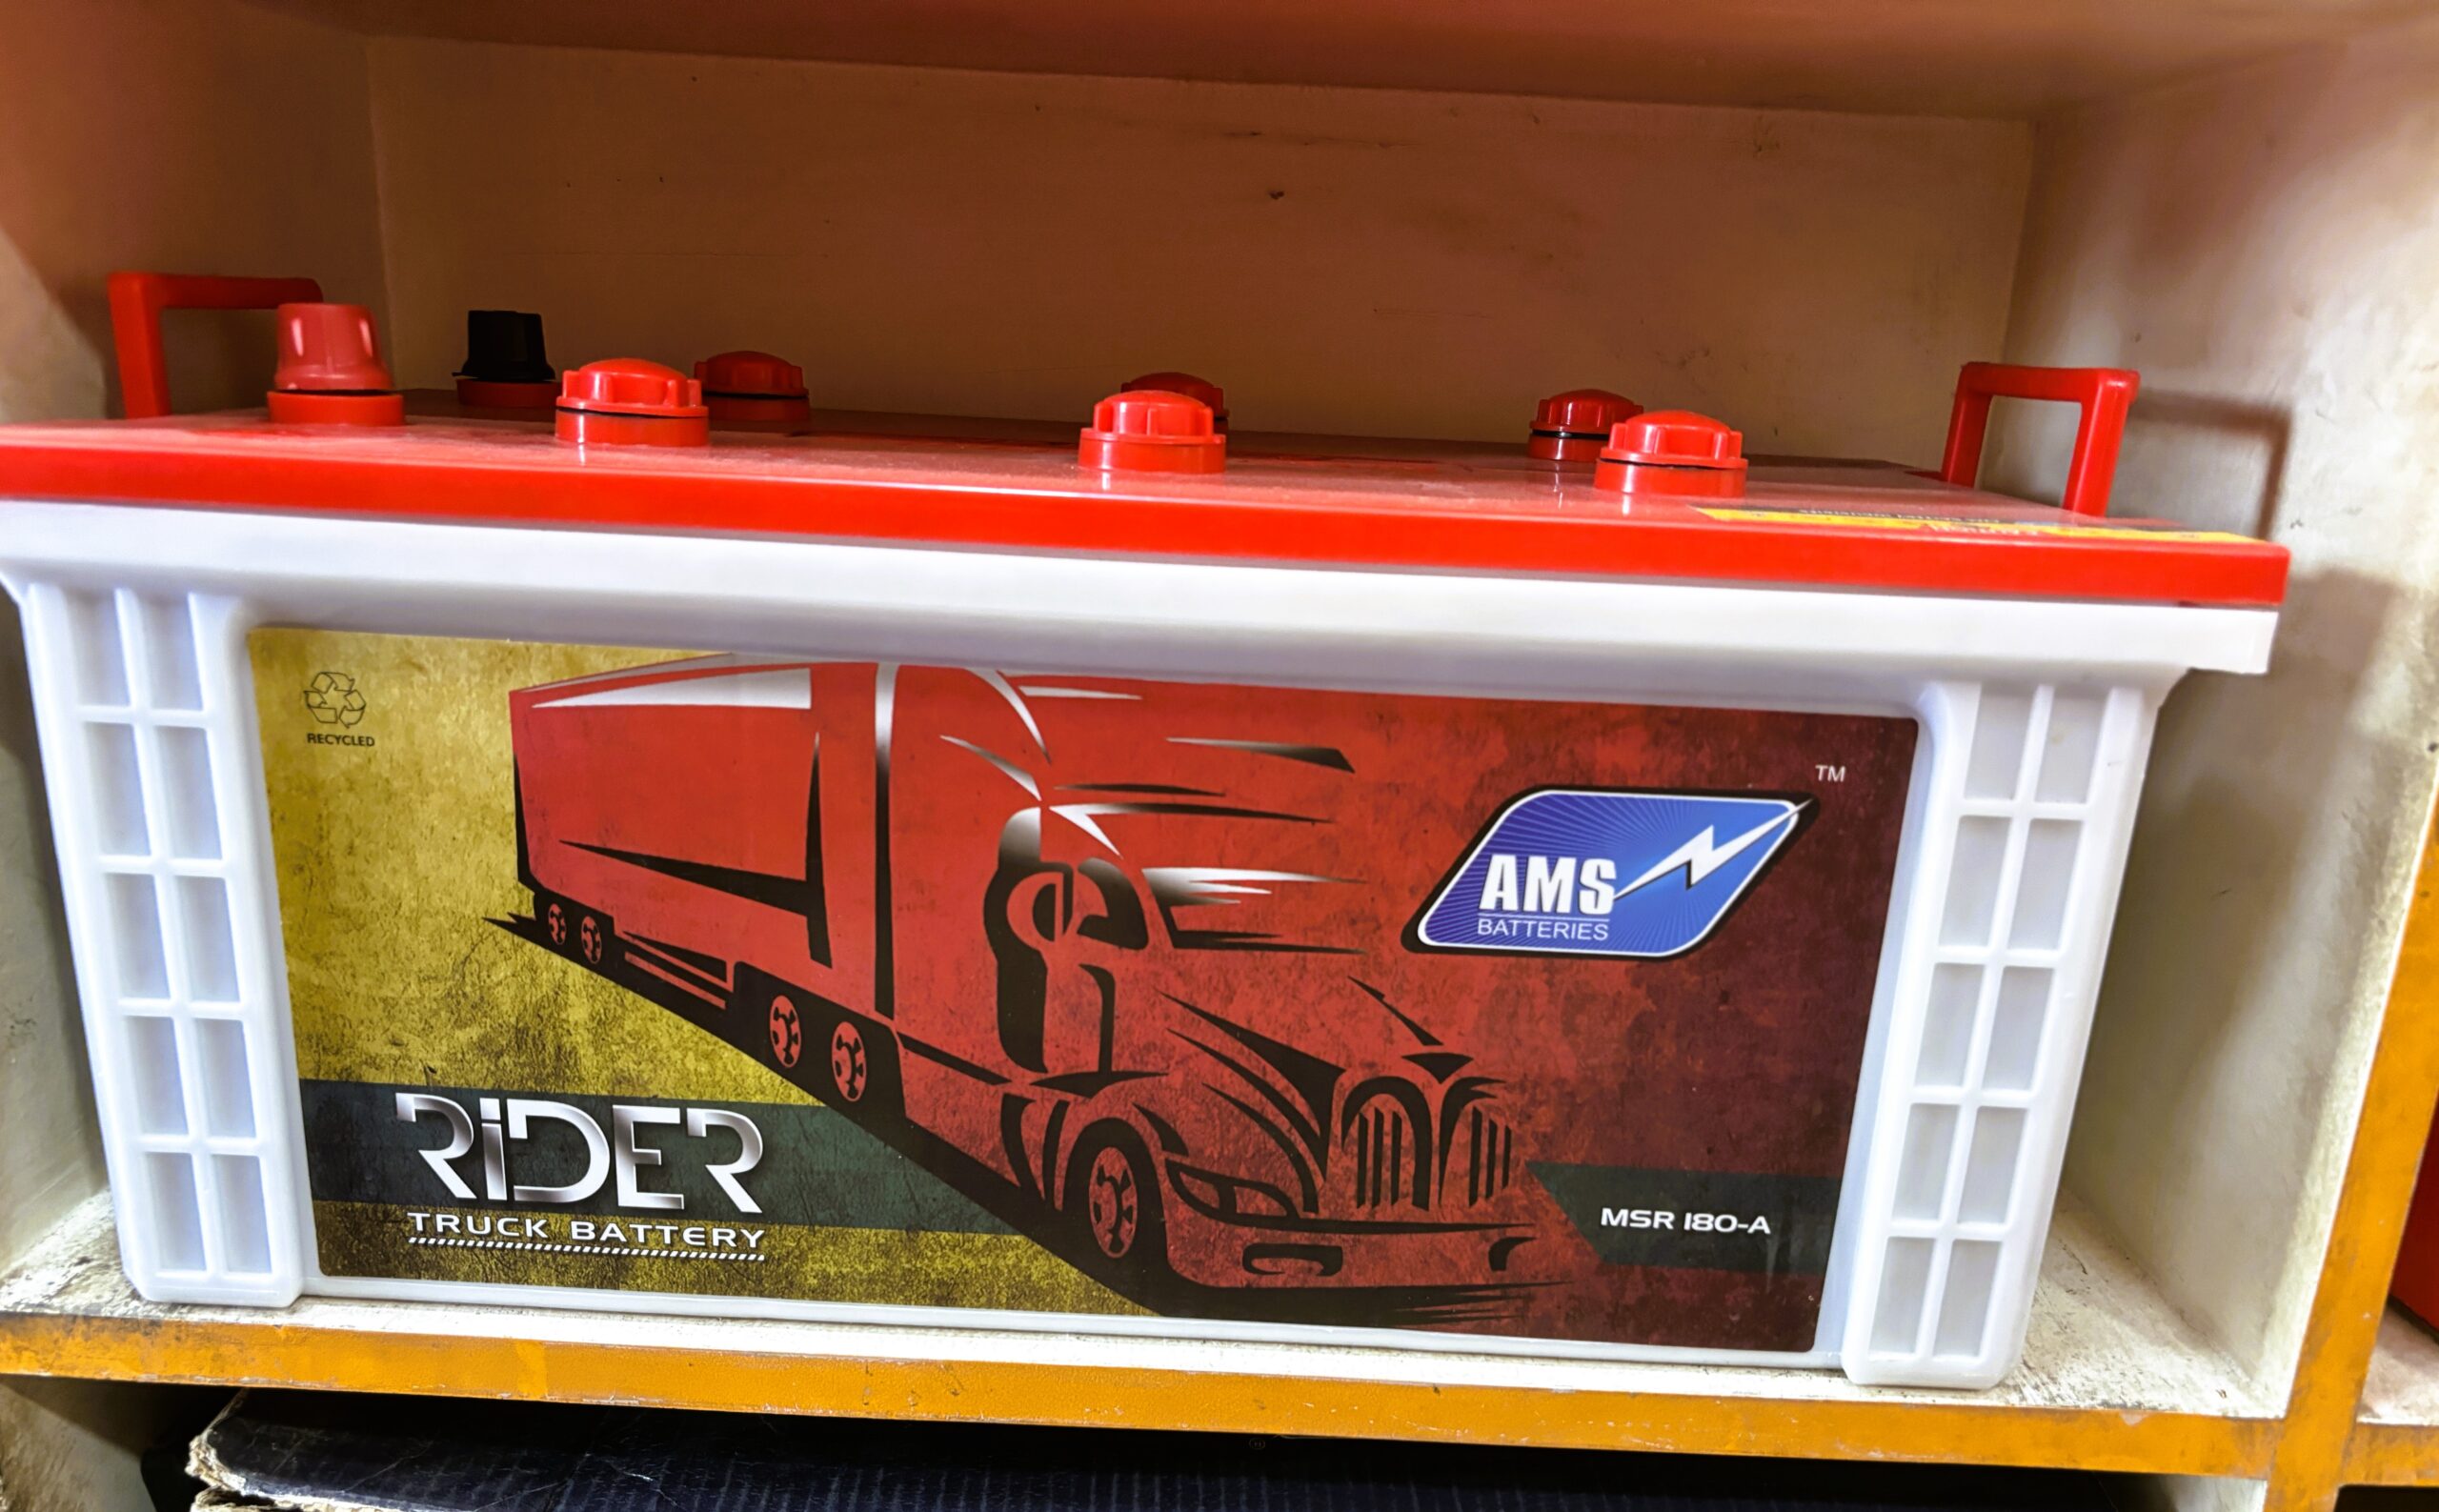 RECYCLED
TM
AMS
BATTERIES
RiDER
TRUCK BATTERY
MSR 180-A